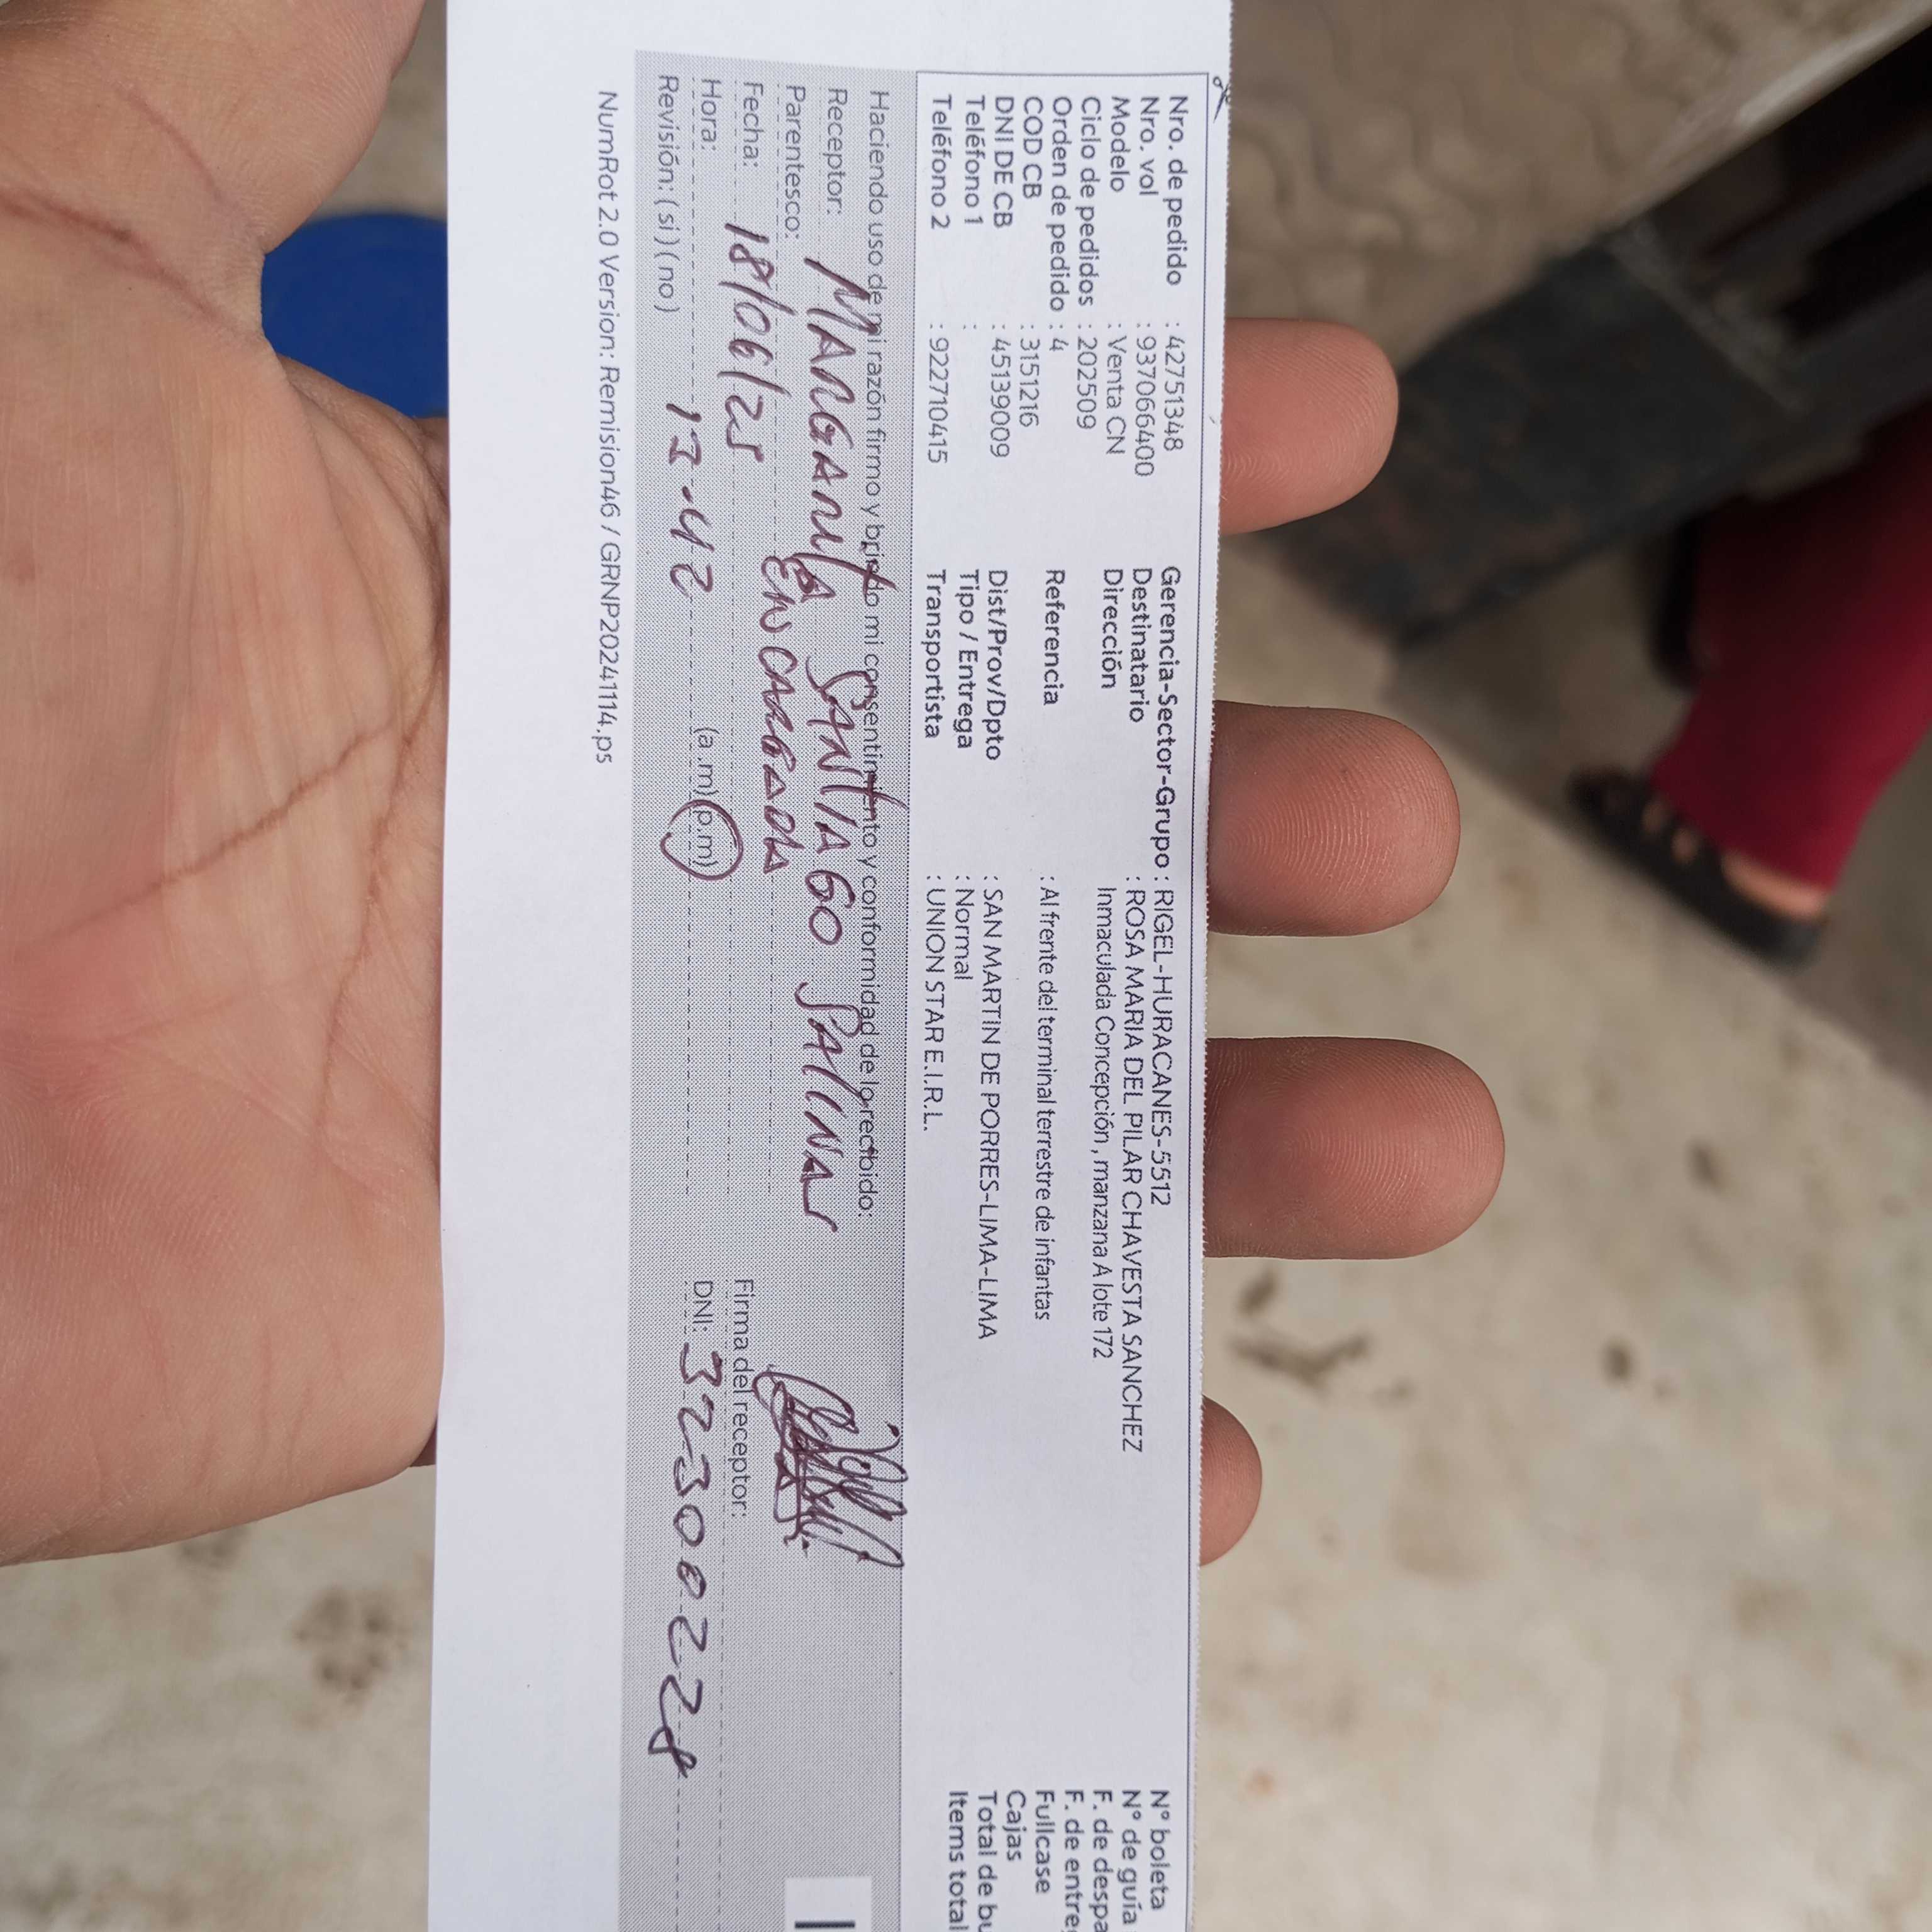 Nro. de pedido : 42751348
Nro. vol : 937066400
Modelo : Venta CN
Ciclo de pedidos : 202509
Orden de pedido : 4
COD CB : 3151216
DNI DE CB : 45139009
Teléfono 1 :
Teléfono 2 : 922710415
Gerencia-Sector-Grupo : RIGEL-HURACANES-5512
Destinatario : ROSA MARIA DEL PILAR CHAVESTA SANCHEZ
Dirección Inmaculada Concepción, manzana A lote 172
Referencia : Al frente del terminal terrestre de infantas
Dist/Prov/Dpto : SAN MARTIN DE PORRES-LIMA-LIMA
Tipo / Entrega : Normal
Transportista : UNION STAR E.I.R.L.
N° boleta
N° de guía
F. de despa
F. de entre
Fullcase
Cajas
Total de bu
Items total
Haciendo uso de mi razón firmo y brindo mi consentimiento y conformidad de lo recibido:
Receptor: MARGARITA SANTIAGO SALINAS
Parentesco: ENCARGADA
Fecha: 18/06/25
Hora: 12-42 (a.m) (p.m)
Revisión: ( si ) ( no )
Firma del receptor:
DNI: 32300228
NumRot 2.0 Version: Remision46 / GRNP20241114.ps